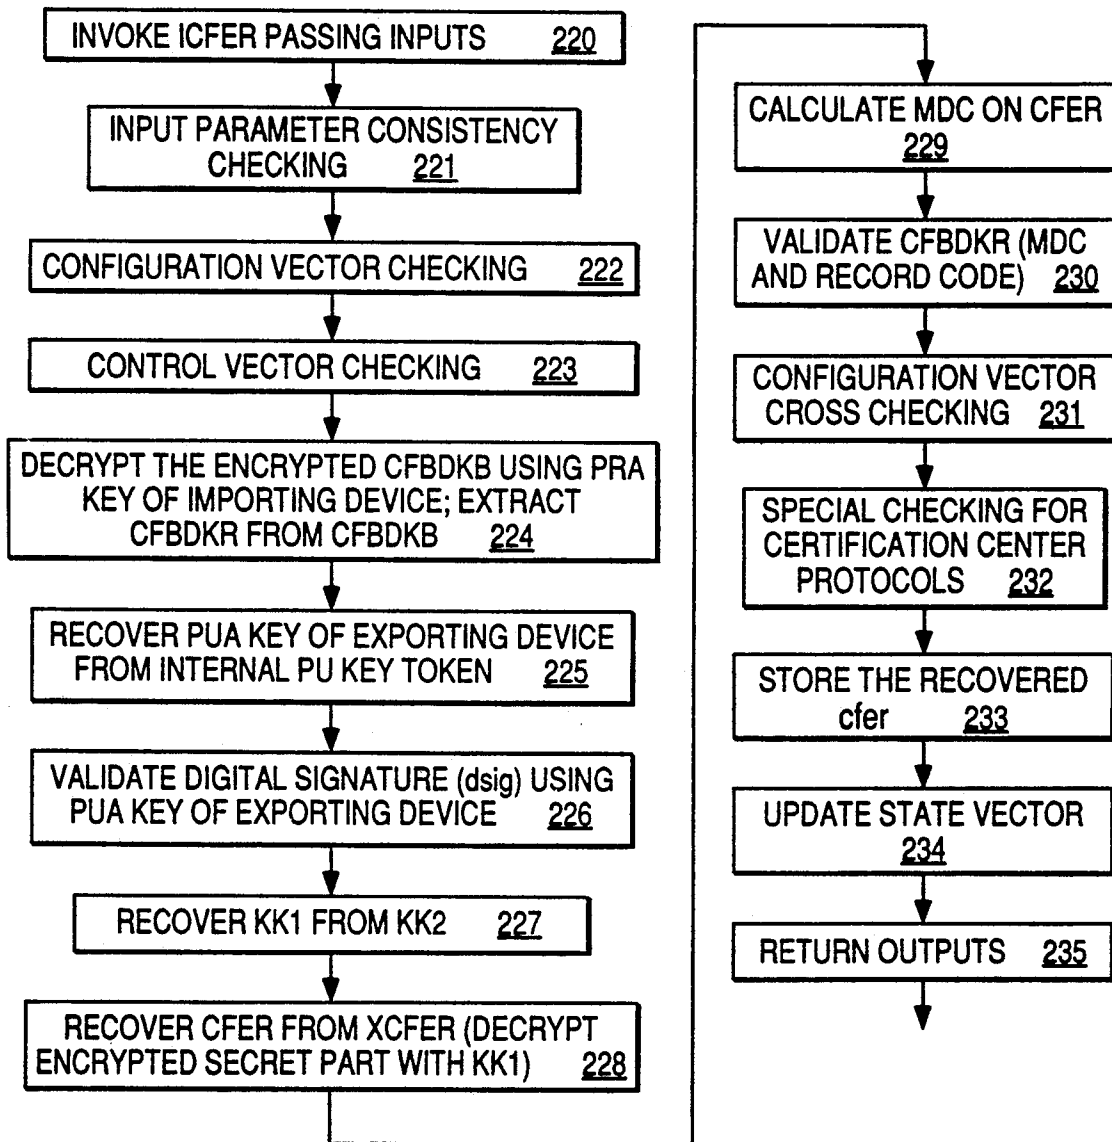 INVOKE ICFER PASSING INPUTS 220
INPUT PARAMETER CONSISTENCY
CHECKING 221
CONFIGURATION VECTOR CHECKING 222
CONTROL VECTOR CHECKING 223
DECRYPT THE ENCRYPTED CFBDKB USING PRA
KEY OF IMPORTING DEVICE; EXTRACT
CFBDKR FROM CFBDKB 224
RECOVER PUA KEY OF EXPORTING DEVICE
FROM INTERNAL PU KEY TOKEN 225
VALIDATE DIGITAL SIGNATURE (dsig) USING
PUA KEY OF EXPORTING DEVICE 226
RECOVER KK1 FROM KK2 227
RECOVER CFER FROM XCFER (DECRYPT
ENCRYPTED SECRET PART WITH KK1) 228
CALCULATE MDC ON CFER
229
VALIDATE CFBDKR (MDC
AND RECORD CODE) 230
CONFIGURATION VECTOR
CROSS CHECKING 231
SPECIAL CHECKING FOR
CERTIFICATION CENTER
PROTOCOLS 232
STORE THE RECOVERED
cfer 233
UPDATE STATE VECTOR
234
RETURN OUTPUTS 235